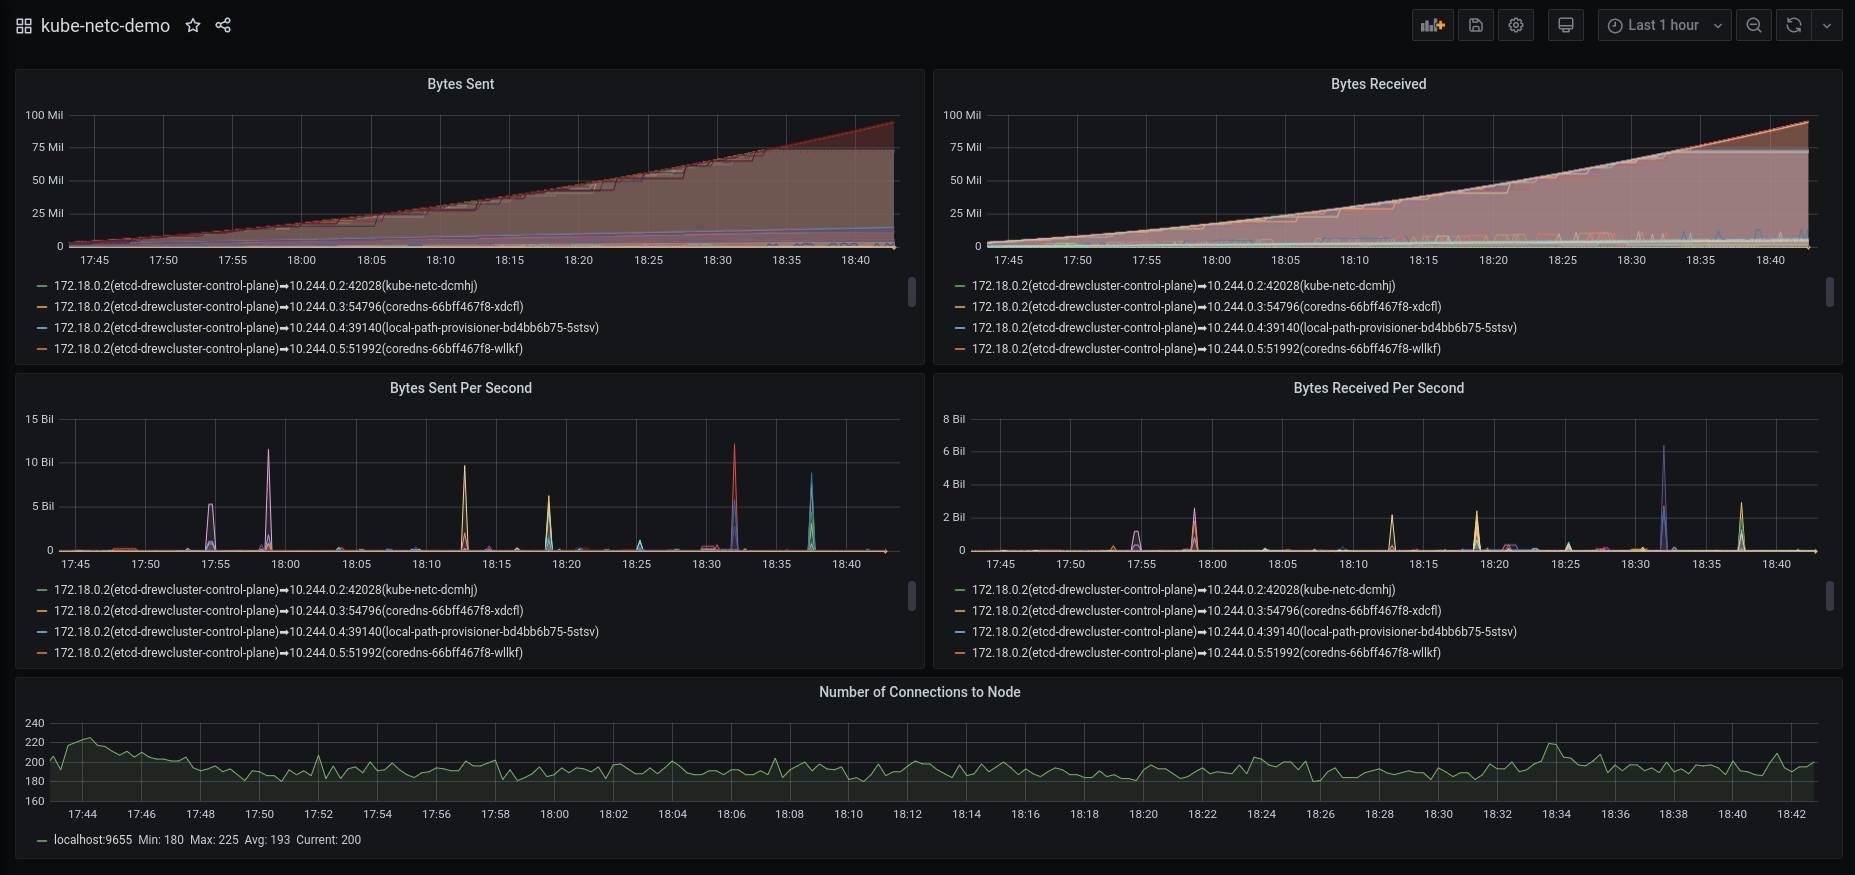 kube-netc-demo
Last 1 hour
Bytes Sent
100 Mil
75 Mil
50 Mil
25 Mil
0
17:45 17:50 17:55 18:00 18:05 18:10 18:15 18:20 18:25 18:30 18:35 18:40
172.18.0.2(etcd-drewcluster-control-plane)➡10.244.0.2:42028(kube-netc-dcmhj)
172.18.0.2(etcd-drewcluster-control-plane)➡10.244.0.3:54796(coredns-66bff467f8-xdcfl)
172.18.0.2(etcd-drewcluster-control-plane)➡10.244.0.4:39140(local-path-provisioner-bd4bb6b75-5stsv)
172.18.0.2(etcd-drewcluster-control-plane)➡10.244.0.5:51992(coredns-66bff467f8-wllkf)
Bytes Received
100 Mil
75 Mil
50 Mil
25 Mil
0
17:45 17:50 17:55 18:00 18:05 18:10 18:15 18:20 18:25 18:30 18:35 18:40
172.18.0.2(etcd-drewcluster-control-plane)➡10.244.0.2:42028(kube-netc-dcmhj)
172.18.0.2(etcd-drewcluster-control-plane)➡10.244.0.3:54796(coredns-66bff467f8-xdcfl)
172.18.0.2(etcd-drewcluster-control-plane)➡10.244.0.4:39140(local-path-provisioner-bd4bb6b75-5stsv)
172.18.0.2(etcd-drewcluster-control-plane)➡10.244.0.5:51992(coredns-66bff467f8-wllkf)
Bytes Sent Per Second
15 Bil
10 Bil
5 Bil
0
17:45 17:50 17:55 18:00 18:05 18:10 18:15 18:20 18:25 18:30 18:35 18:40
172.18.0.2(etcd-drewcluster-control-plane)➡10.244.0.2:42028(kube-netc-dcmhj)
172.18.0.2(etcd-drewcluster-control-plane)➡10.244.0.3:54796(coredns-66bff467f8-xdcfl)
172.18.0.2(etcd-drewcluster-control-plane)➡10.244.0.4:39140(local-path-provisioner-bd4bb6b75-5stsv)
172.18.0.2(etcd-drewcluster-control-plane)➡10.244.0.5:51992(coredns-66bff467f8-wllkf)
Bytes Received Per Second
8 Bil
6 Bil
4 Bil
2 Bil
0
17:45 17:50 17:55 18:00 18:05 18:10 18:15 18:20 18:25 18:30 18:35 18:40
172.18.0.2(etcd-drewcluster-control-plane)➡10.244.0.2:42028(kube-netc-dcmhj)
172.18.0.2(etcd-drewcluster-control-plane)➡10.244.0.3:54796(coredns-66bff467f8-xdcfl)
172.18.0.2(etcd-drewcluster-control-plane)➡10.244.0.4:39140(local-path-provisioner-bd4bb6b75-5stsv)
172.18.0.2(etcd-drewcluster-control-plane)➡10.244.0.5:51992(coredns-66bff467f8-wllkf)
Number of Connections to Node
240
220
200
180
160
17:44 17:46 17:48 17:50 17:52 17:54 17:56 17:58 18:00 18:02 18:04 18:06 18:08 18:10 18:12 18:14 18:16 18:18 18:20 18:22 18:24 18:26 18:28 18:30 18:32 18:34 18:36 18:38 18:40 18:42
localhost:9655 Min: 180 Max: 225 Avg: 193 Current: 200